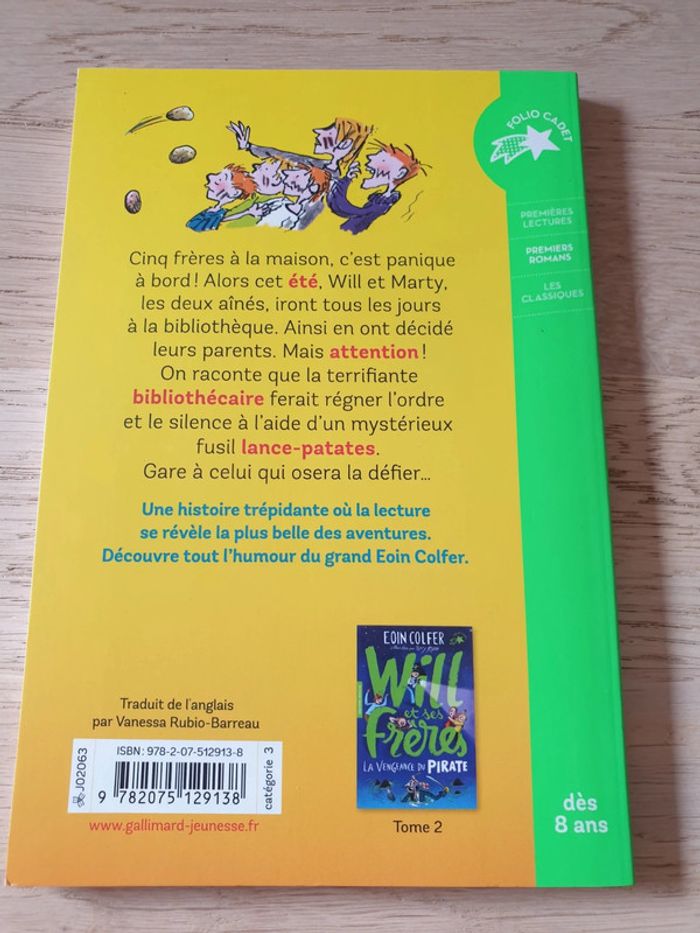 FOLIO CADET
PREMIÈRES
LECTURES
PREMIERS
ROMANS
LES
CLASSIQUES
Cinq frères à la maison, c'est panique
à bord ! Alors cet été, Will et Marty,
les deux aînés, iront tous les jours
à la bibliothèque. Ainsi en ont décidé
leurs parents. Mais attention !
On raconte que la terrifiante
bibliothécaire ferait régner l'ordre
et le silence à l'aide d'un mystérieux
fusil lance-patates.
Gare à celui qui osera la défier…
Une histoire trépidante où la lecture
se révèle la plus belle des aventures.
Découvre tout l'humour du grand Eoin Colfer.
Traduit de l'anglais
par Vanessa Rubio-Barreau
J02063
ISBN : 978-2-07-512913-8
9 782075 129138
catégorie 3
www.gallimard-jeunesse.fr
EOIN COLFER
Will
et ses
Frères
LA VENGEANCE DU PIRATE
Tome 2
dès
8 ans